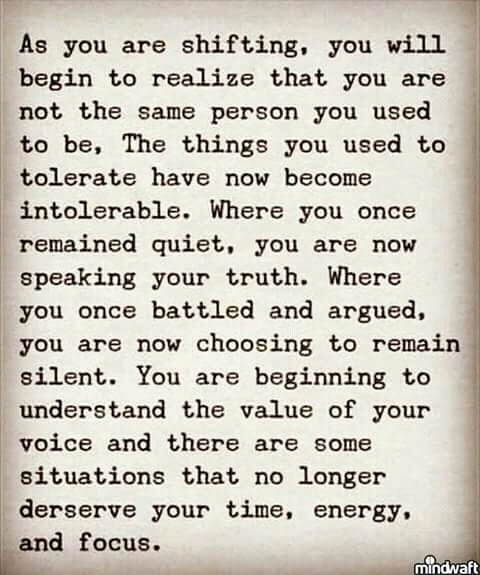 As you are shifting, you will
begin to realize that you are
not the same person you used
to be, The things you used to
tolerate have now become
intolerable. Where you once
remained quiet, you are now
speaking your truth. Where
you once battled and argued,
you are now choosing to remain
silent. You are beginning to
understand the value of your
voice and there are some
situations that no longer
derserve your time, energy,
and focus.
mindwaft